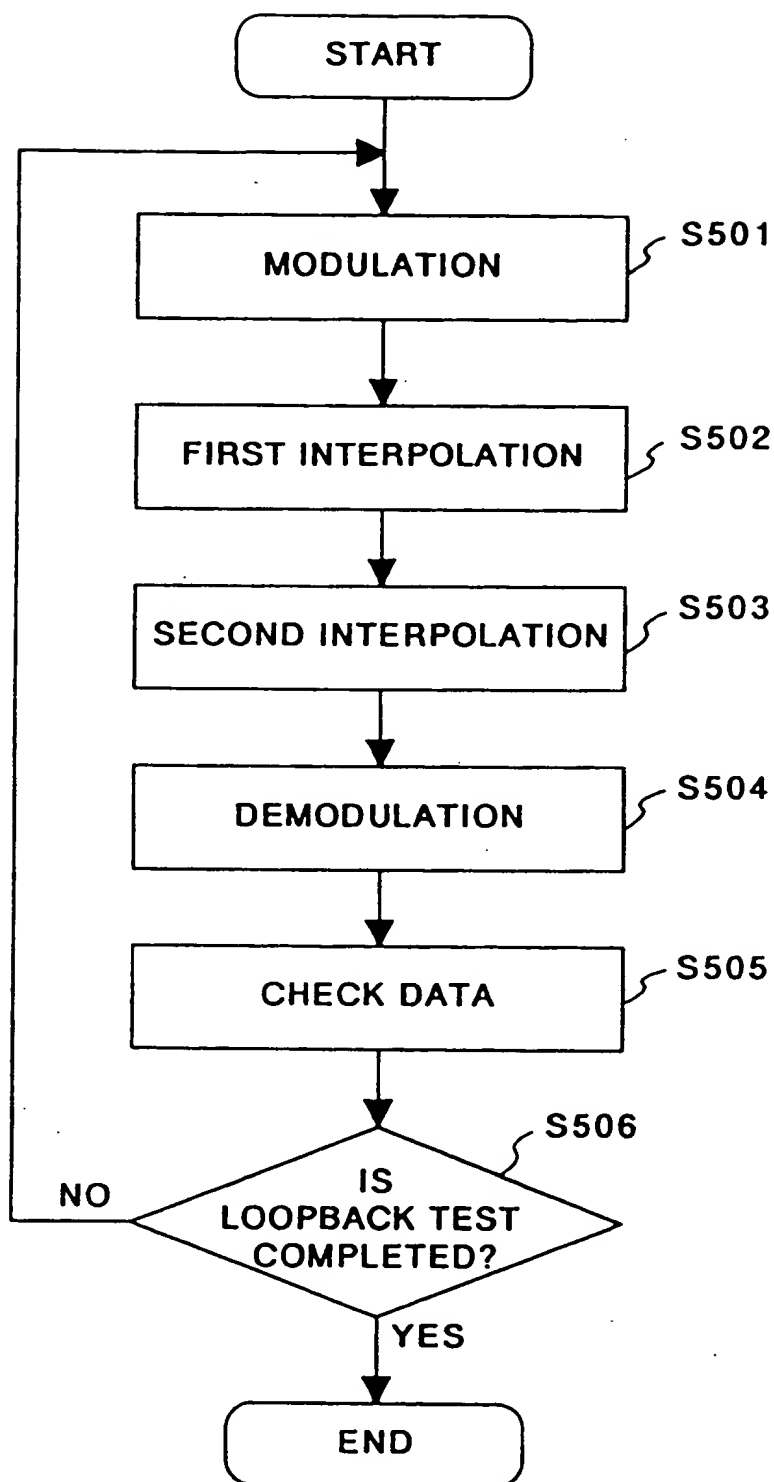 START
MODULATION
S501
FIRST INTERPOLATION
S502
SECOND INTERPOLATION
S503
DEMODULATION
S504
CHECK DATA
S505
S506
IS
LOOPBACK TEST
COMPLETED?
NO
YES
END